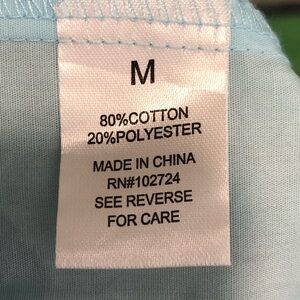 M
80%COTTON
20%POLYESTER
MADE IN CHINA
RN#102724
SEE REVERSE
FOR CARE